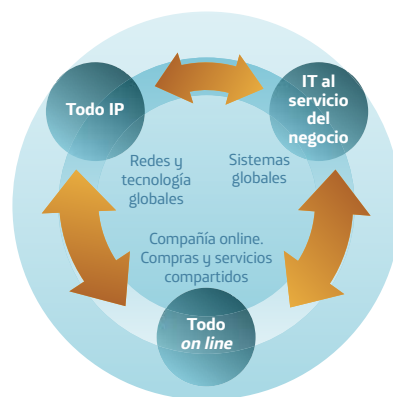 Todo IP
IT al
servicio
del
negocio
Redes y
tecnología
globales
Sistemas
globales
Compañía online.
Compras y servicios
compartidos
Todo
on line